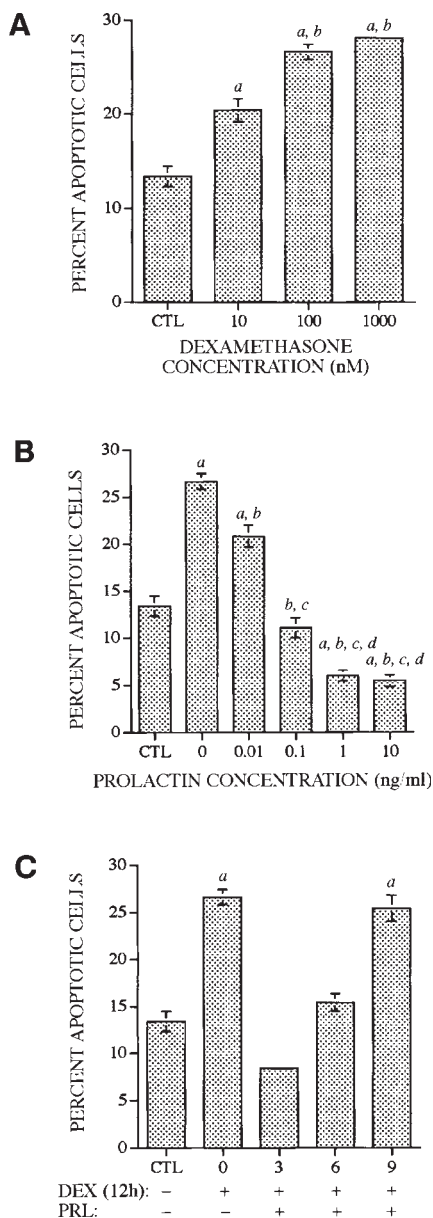 A
PERCENT APOPTOTIC CELLS
30
20
10
0
a
a, b
a, b
CTL 10 100 1000
DEXAMETHASONE
CONCENTRATION (nM)
B
PERCENT APOPTOTIC CELLS
30
25
20
15
10
5
0
a
a, b
b, c
a, b, c, d
a, b, c, d
CTL 0 0.01 0.1 1 10
PROLACTIN CONCENTRATION (ng/ml)
C
PERCENT APOPTOTIC CELLS
30
25
20
15
10
5
0
a
a
CTL 0 3 6 9
DEX (12h): – + + + +
PRL: – – + + +